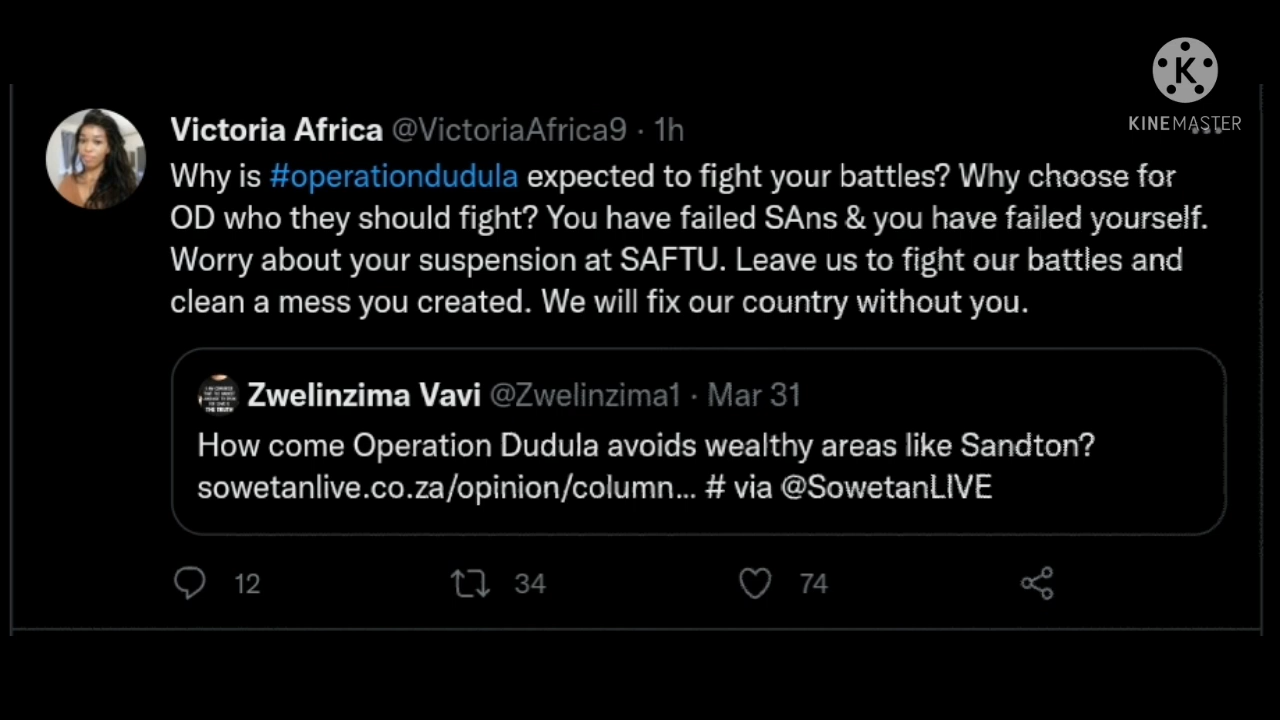 K
KINEMASTER
Victoria Africa @VictoriaAfrica9 · 1h
Why is #operationdudula expected to fight your battles? Why choose for
OD who they should fight? You have failed SAns & you have failed yourself.
Worry about your suspension at SAFTU. Leave us to fight our battles and
clean a mess you created. We will fix our country without you.
Zwelinzima Vavi @Zwelinzima1 · Mar 31
How come Operation Dudula avoids wealthy areas like Sandton?
sowetanlive.co.za/opinion/column... # via @SowetanLIVE
12 34 74